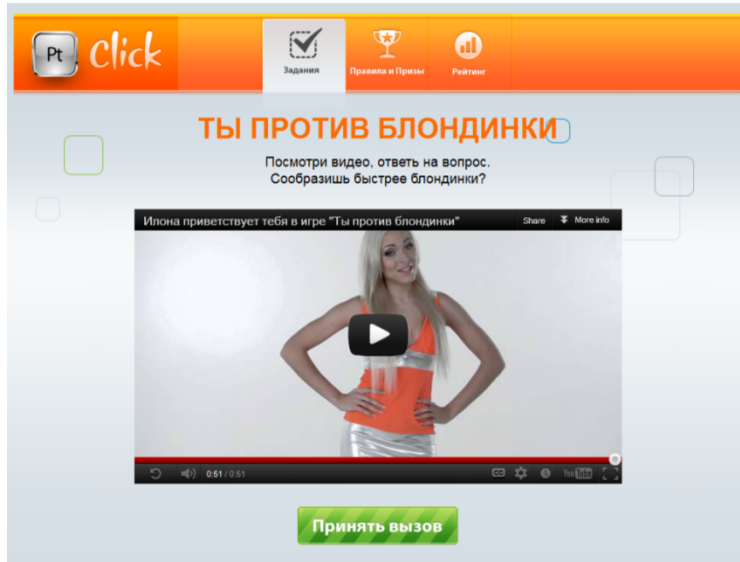 Pt Click
Задания
Правила и Призы
Рейтинг
ТЫ ПРОТИВ БЛОНДИНКИ
Посмотри видео, ответь на вопрос.
Сообразишь быстрее блондинки?
Илона приветствует тебя в игре "Ты против блондинки"
Share
More info
0:51 / 0:51
CC
YouTube
Принять вызов